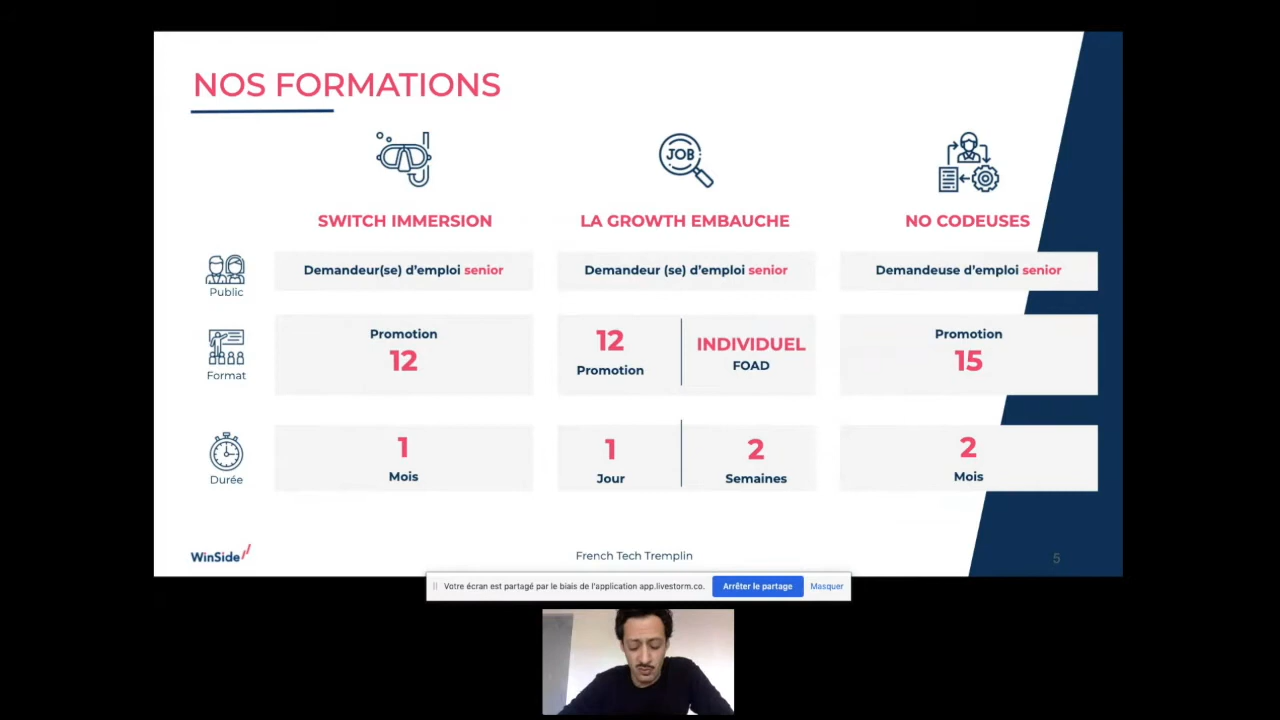 NOS FORMATIONS
JOB
SWITCH IMMERSION
LA GROWTH EMBAUCHE
NO CODEUSES
Public
Demandeur(se) d'emploi senior
Demandeur (se) d'emploi senior
Demandeuse d'emploi senior
Format
Promotion
12
12
Promotion
INDIVIDUEL
FOAD
Promotion
15
Durée
1
Mois
1
Jour
2
Semaines
2
Mois
WinSide
French Tech Tremplin
5
Votre écran est partagé par le biais de l'application app.livestorm.co.
Arrêter le partage
Masquer